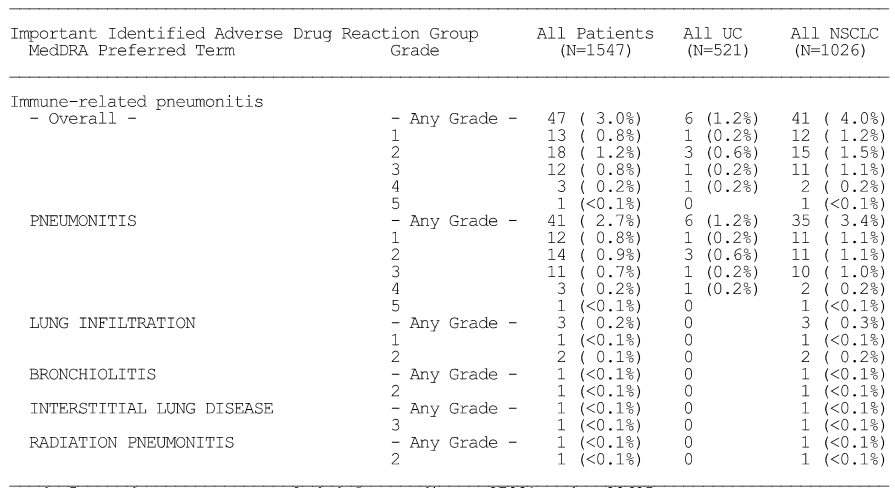 Important Identified Adverse Drug Reaction Group All Patients All UC All NSCLC
MedDRA Preferred Term Grade (N=1547) (N=521) (N=1026)
Immune-related pneumonitis
- Overall - - Any Grade - 47 ( 3.0%) 6 (1.2%) 41 ( 4.0%)
1 13 ( 0.8%) 1 (0.2%) 12 ( 1.2%)
2 18 ( 1.2%) 3 (0.6%) 15 ( 1.5%)
3 12 ( 0.8%) 1 (0.2%) 11 ( 1.1%)
4 3 ( 0.2%) 1 (0.2%) 2 ( 0.2%)
5 1 (<0.1%) 0 1 (<0.1%)
PNEUMONITIS - Any Grade - 41 ( 2.7%) 6 (1.2%) 35 ( 3.4%)
1 12 ( 0.8%) 1 (0.2%) 11 ( 1.1%)
2 14 ( 0.9%) 3 (0.6%) 11 ( 1.1%)
3 11 ( 0.7%) 1 (0.2%) 10 ( 1.0%)
4 3 ( 0.2%) 1 (0.2%) 2 ( 0.2%)
5 1 (<0.1%) 0 1 (<0.1%)
LUNG INFILTRATION - Any Grade - 3 ( 0.2%) 0 3 ( 0.3%)
1 1 (<0.1%) 0 1 (<0.1%)
2 2 ( 0.1%) 0 2 ( 0.2%)
BRONCHIOLITIS - Any Grade - 1 (<0.1%) 0 1 (<0.1%)
2 1 (<0.1%) 0 1 (<0.1%)
INTERSTITIAL LUNG DISEASE - Any Grade - 1 (<0.1%) 0 1 (<0.1%)
3 1 (<0.1%) 0 1 (<0.1%)
RADIATION PNEUMONITIS - Any Grade - 1 (<0.1%) 0 1 (<0.1%)
2 1 (<0.1%) 0 1 (<0.1%)